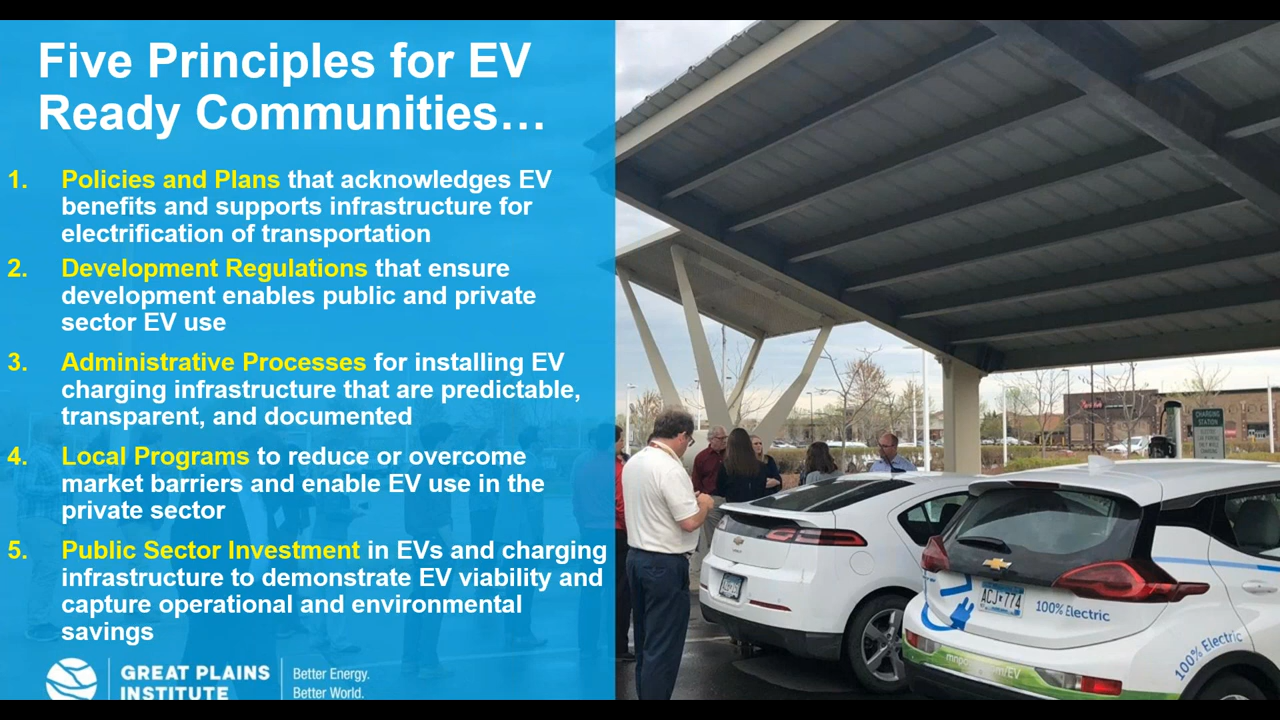 Five Principles for EV
Ready Communities…
1. Policies and Plans that acknowledges EV
benefits and supports infrastructure for
electrification of transportation
2. Development Regulations that ensure
development enables public and private
sector EV use
3. Administrative Processes for installing EV
charging infrastructure that are predictable,
transparent, and documented
4. Local Programs to reduce or overcome
market barriers and enable EV use in the
private sector
5. Public Sector Investment in EVs and charging
infrastructure to demonstrate EV viability and
capture operational and environmental
savings
GREAT PLAINS
INSTITUTE
Better Energy.
Better World.
CHARGING
STATION
ACJ 774
100% Electric
100% Electric